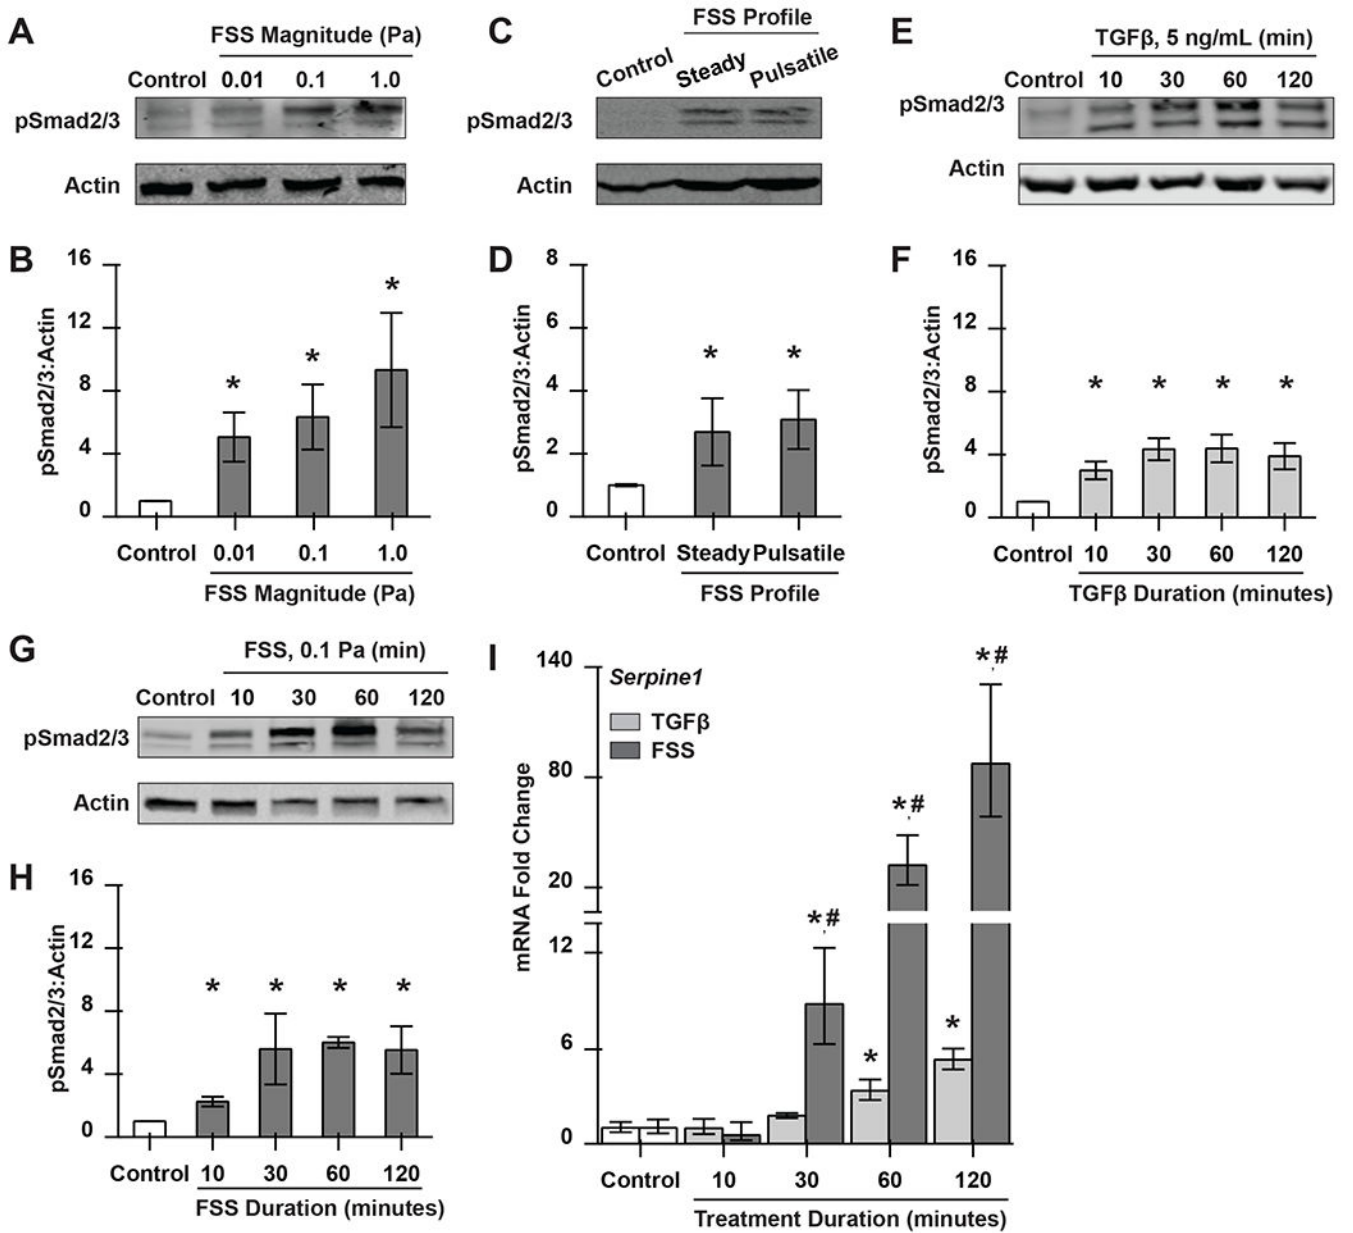 A
FSS Magnitude (Pa)
Control 0.01 0.1 1.0
pSmad2/3
Actin
B
16
12
8
4
0
pSmad2/3:Actin
* * *
Control 0.01 0.1 1.0
FSS Magnitude (Pa)
C
FSS Profile
Control Steady Pulsatile
pSmad2/3
Actin
D
8
6
4
2
0
pSmad2/3:Actin
* *
Control Steady Pulsatile
FSS Profile
E
TGFβ, 5 ng/mL (min)
Control 10 30 60 120
pSmad2/3
Actin
F
16
12
8
4
0
pSmad2/3:Actin
* * * *
10 30 60 120
Control
TGFβ Duration (minutes)
G
FSS, 0.1 Pa (min)
Control 10 30 60 120
pSmad2/3
Actin
H
16
12
8
4
0
pSmad2/3:Actin
* * * *
Control 10 30 60 120
FSS Duration (minutes)
I
140
80
20
12
6
0
mRNA Fold Change
Serpine1
TGFβ
FSS
*,#
*,#
*,#
*
*
Control 10 30 60 120
Treatment Duration (minutes)